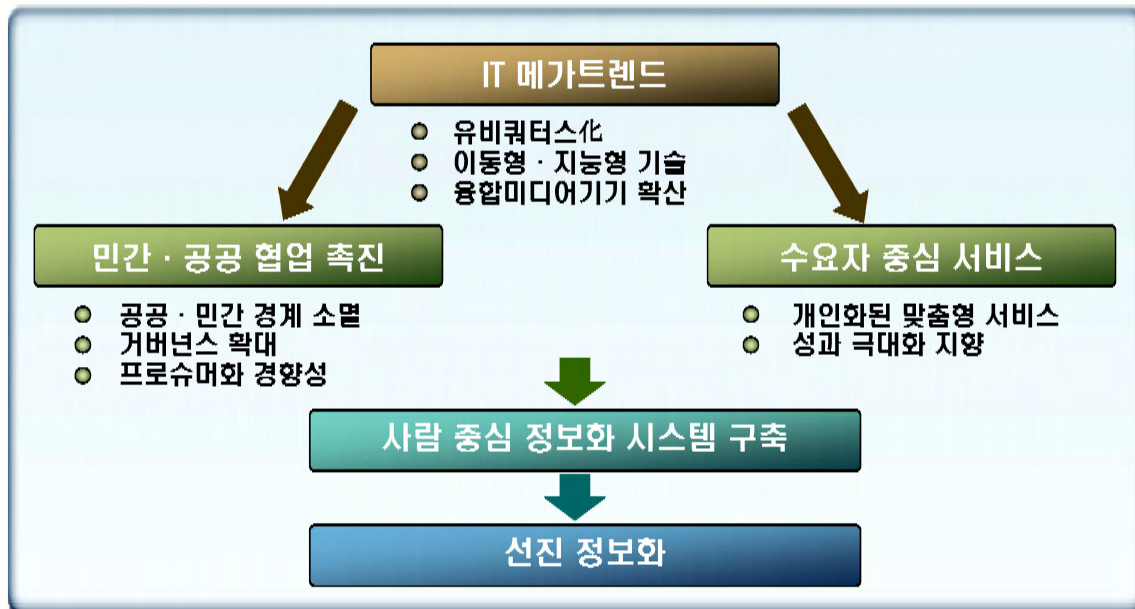 IT 메가트렌드
유비쿼터스化
이동형 · 지능형 기술
융합미디어기기 확산
민간 · 공공 협업 촉진
공공 · 민간 경계 소멸
거버넌스 확대
프로슈머화 경향성
수요자 중심 서비스
개인화된 맞춤형 서비스
성과 극대화 지향
사람 중심 정보화 시스템 구축
선진 정보화